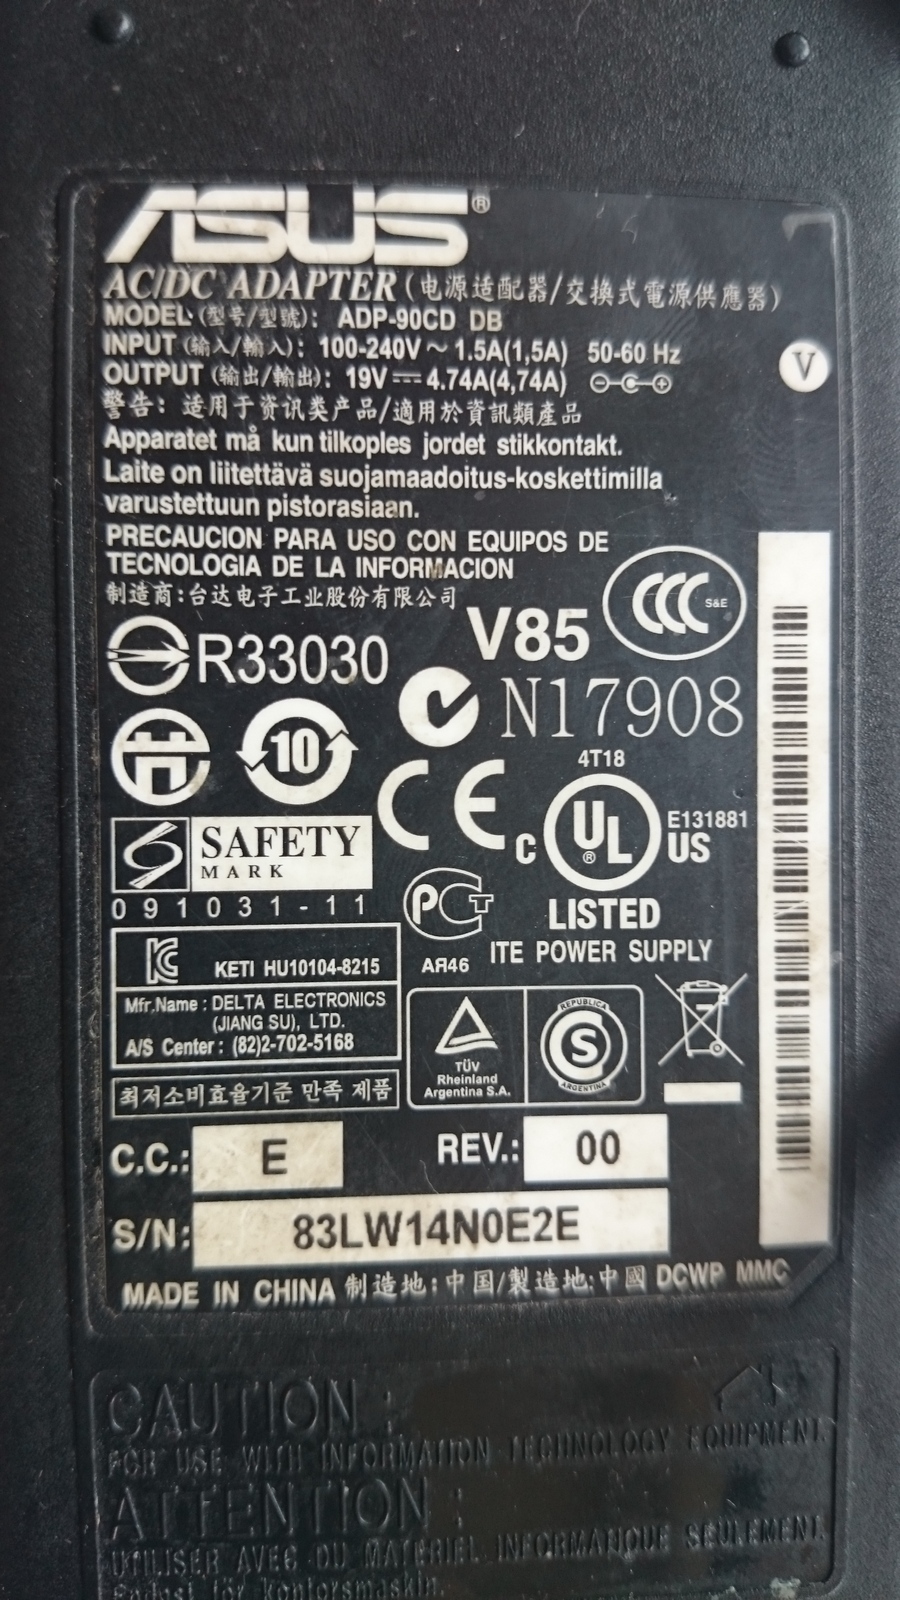 ASUS®
AC/DC ADAPTER (电源适配器/交換式電源供應器)
MODEL (型号/型號): ADP-90CD DB
INPUT (输入/輸入): 100-240V ~ 1.5A(1,5A) 50-60 Hz
OUTPUT (输出/輸出): 19V ⎓ 4.74A(4,74A)
V
警告: 适用于资讯类产品/適用於資訊類產品
Apparatet må kun tilkoples jordet stikkontakt.
Laite on liitettävä suojamaadoitus-koskettimilla
varustettuun pistorasiaan.
PRECAUCION PARA USO CON EQUIPOS DE
TECNOLOGIA DE LA INFORMACION
制造商:台达电子工业股份有限公司
CCC S&E
V85
R33030
N17908
10
4T18
CE
c UL® US
E131881
SAFETY
MARK
LISTED
091031-11
PCT
ITE POWER SUPPLY
KC KETI HU10104-8215
АЯ46
Mfr.Name : DELTA ELECTRONICS
(JIANG SU), LTD.
A/S Center : (82)2-702-5168
TÜV
Rheinland
Argentina S.A.
REPUBLICA
S
ARGENTINA
최저소비효율기준 만족 제품
C.C.: E
REV.: 00
S/N: 83LW14N0E2E
MADE IN CHINA 制造地:中国/製造地:中國 DCWP MMC
CAUTION :
FOR USE WITH INFORMATION TECHNOLOGY EQUIPMENT.
ATTENTION :
UTILISER AVEC DU MATERIEL INFORMATIQUE SEULEMENT.
Endast för kontorsmaskin.